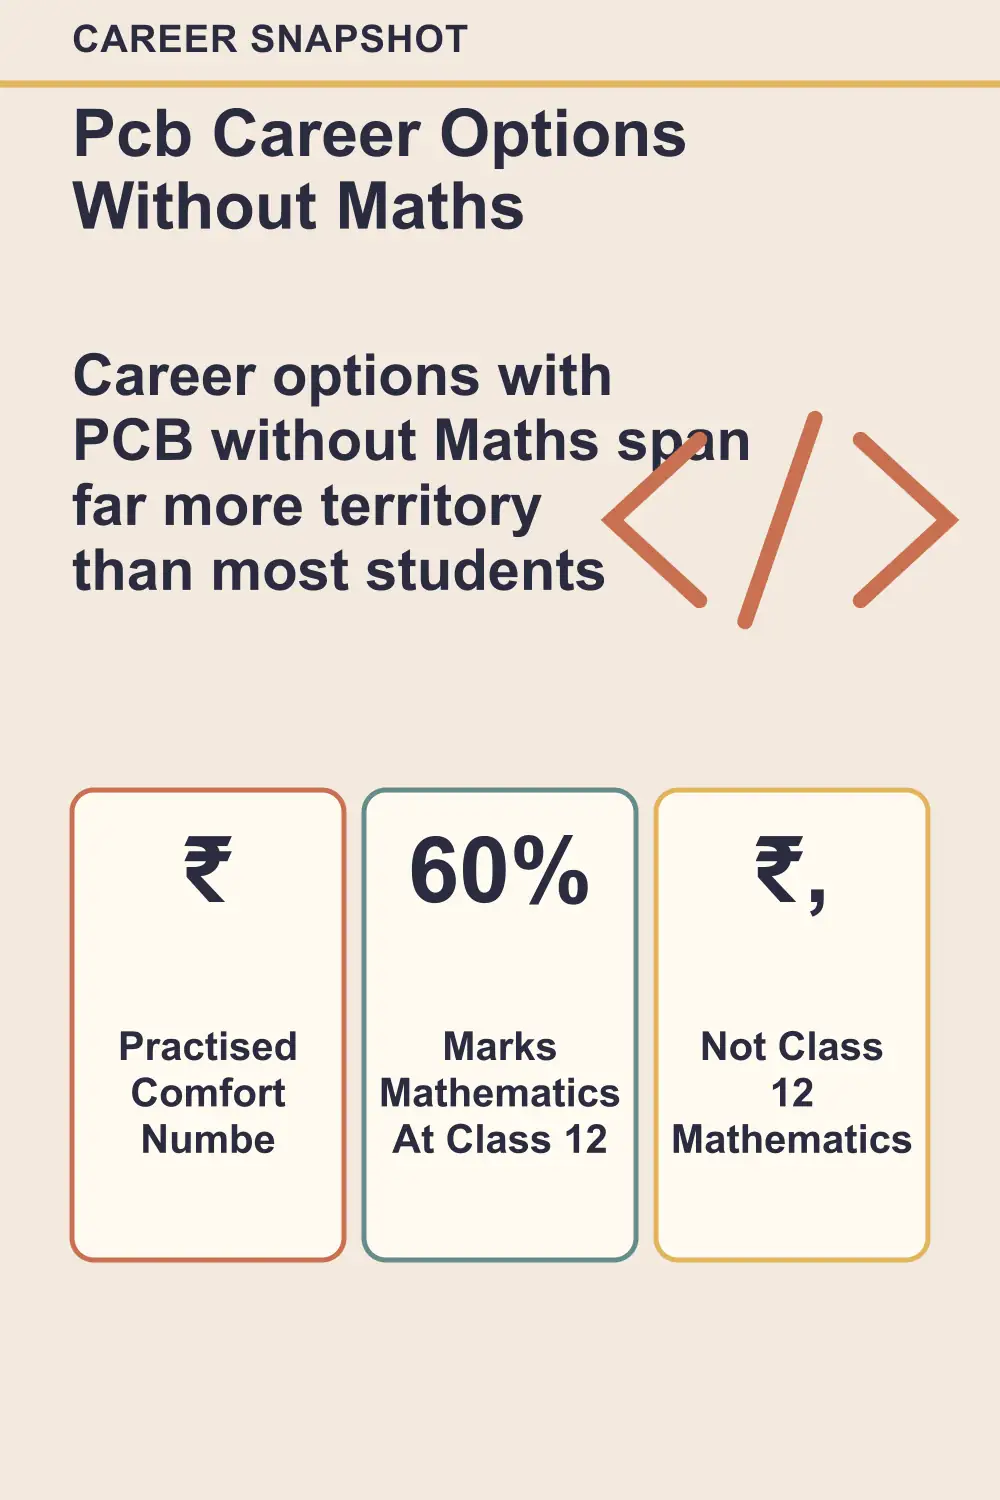 CAREER SNAPSHOT
Pcb Career Options
Without Maths
Career options with
PCB without Maths span
far more territory
than most students
₹
Practised
Comfort
Numbe
60%
Marks
Mathematics
At Class 12
₹,
Not Class
12
Mathematics